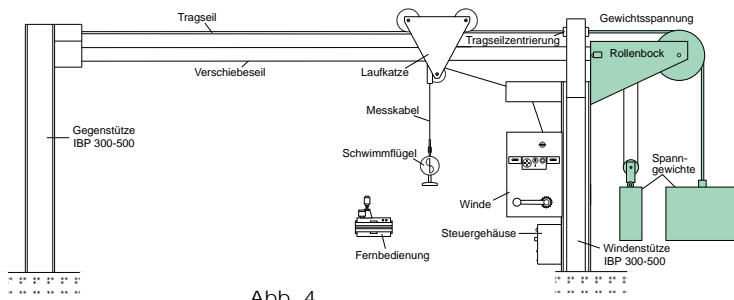 Tragseil
Gewichtsspannung
Tragseilzentrierung
Rollenbock
Verschiebeseil
Laufkatze
Messkabel
Gegenstütze
IBP 300-500
Schwimmflügel
Spann-
gewichte
Winde
Steuergehäuse
Fernbedienung
Windenstütze
IBP 300-500
Abb. 4